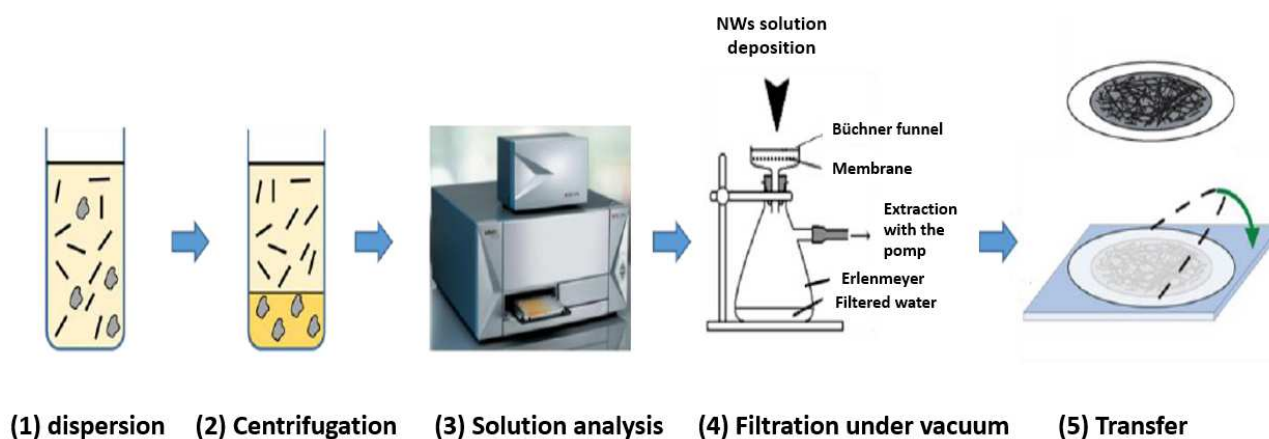 NWs solution
deposition
Büchner funnel
Membrane
Extraction
with the
pomp
Erlenmeyer
Filtered water
(1) dispersion
(2) Centrifugation
(3) Solution analysis
(4) Filtration under vacuum
(5) Transfer